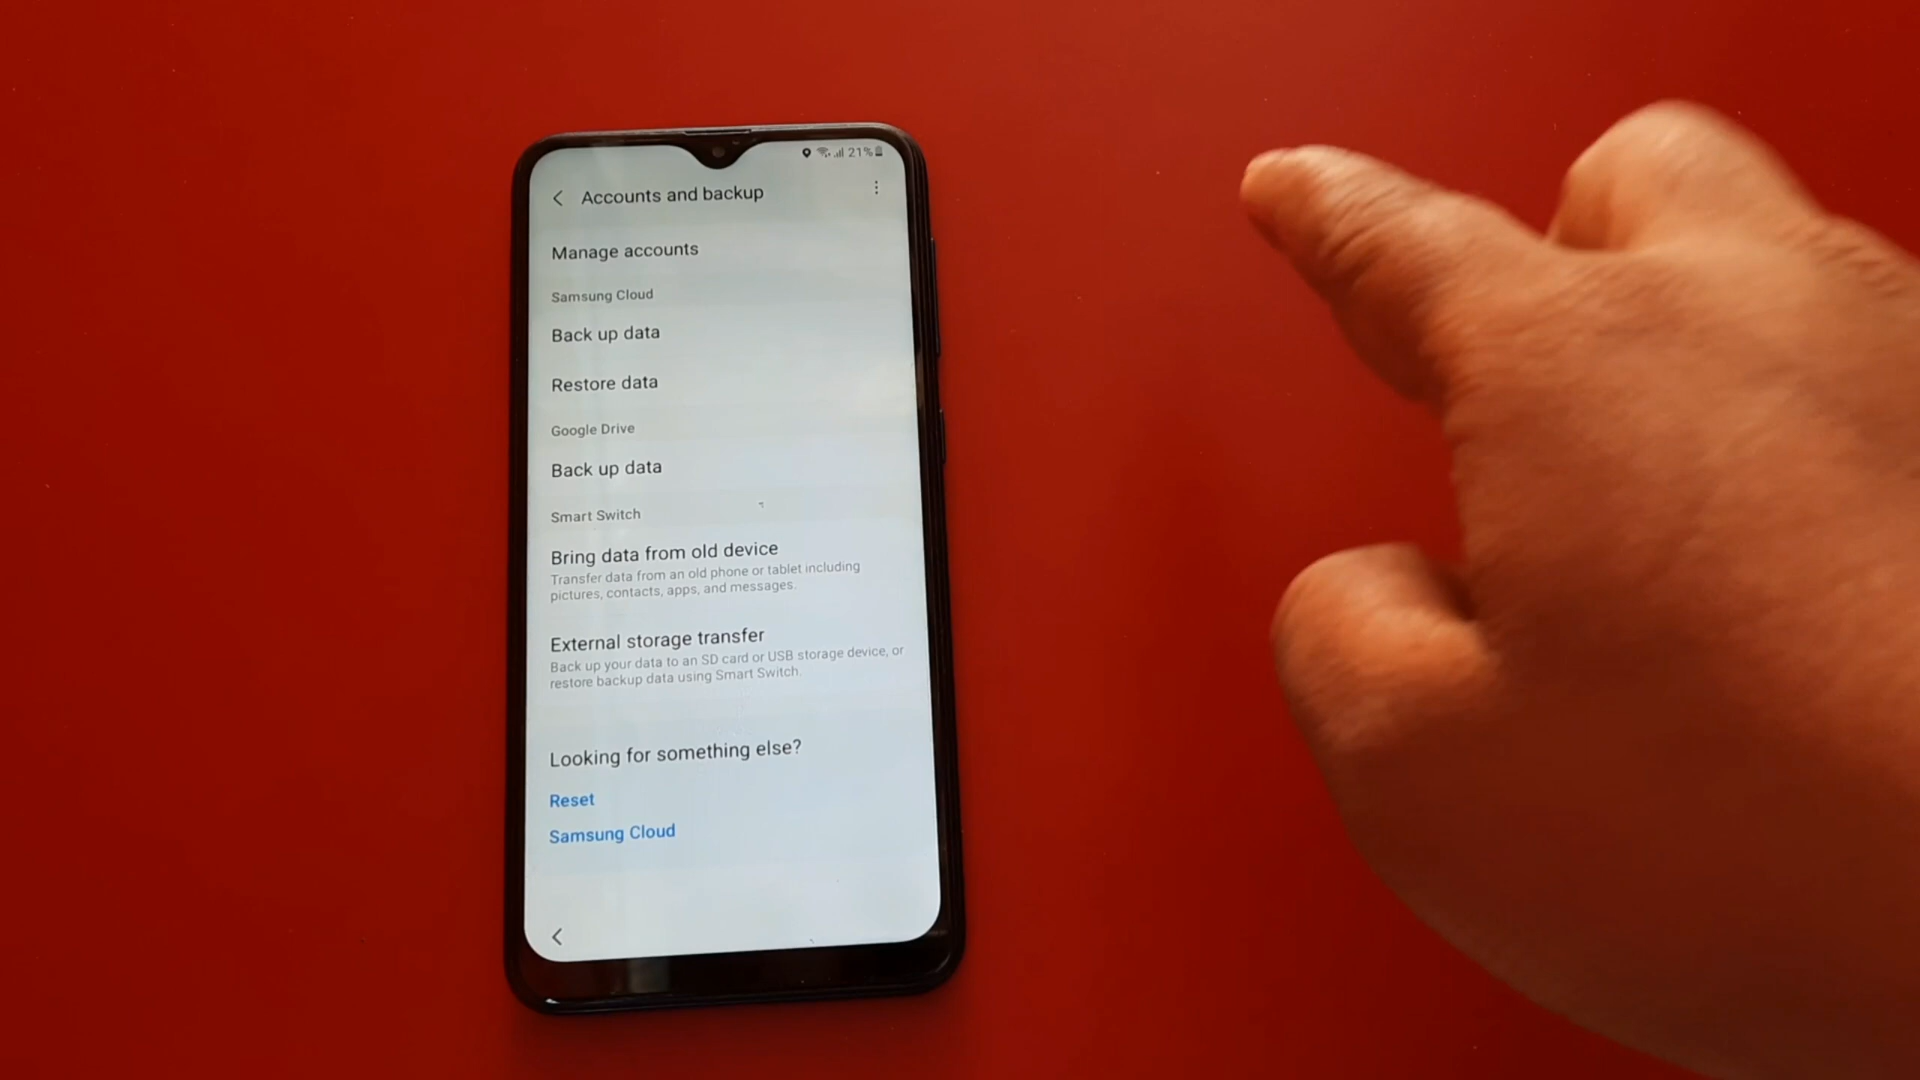 21%
Accounts and backup
Manage accounts
Samsung Cloud
Back up data
Restore data
Google Drive
Back up data
Smart Switch
Bring data from old device
Transfer data from an old phone or tablet including
pictures, contacts, apps, and messages.
External storage transfer
Back up your data to an SD card or USB storage device, or
restore backup data using Smart Switch.
Looking for something else?
Reset
Samsung Cloud